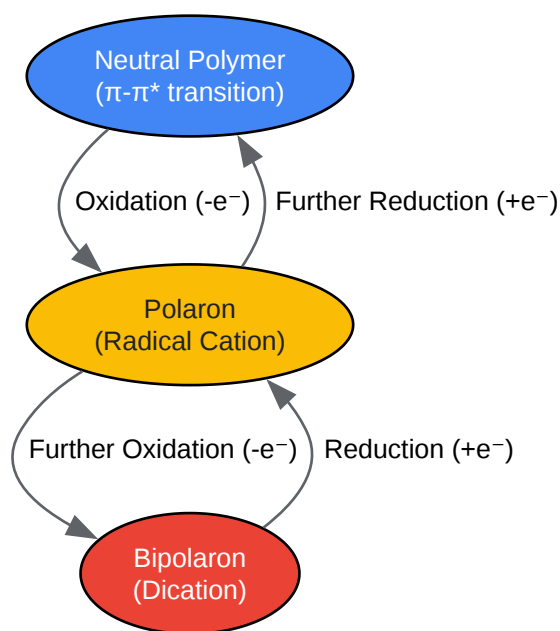 Neutral Polymer
(π-π* transition)
Oxidation (-e⁻)
Further Reduction (+e⁻)
Polaron
(Radical Cation)
Further Oxidation (-e⁻)
Reduction (+e⁻)
Bipolaron
(Dication)